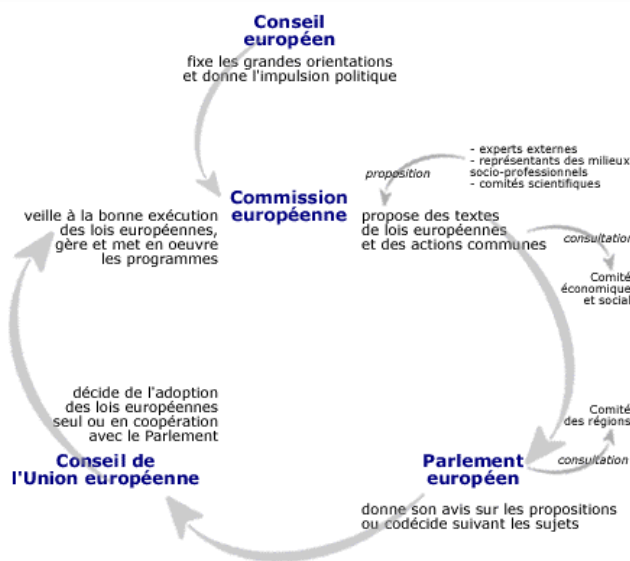 Conseil
européen
fixe les grandes orientations
et donne l'impulsion politique
- experts externes
- représentants des milieux
socio-professionnels
- comités scientifiques
proposition
Commission
européenne
veille à la bonne exécution
des lois européennes,
gère et met en oeuvre
les programmes
propose des textes
de lois européennes
et des actions communes
consultation
Comité
économique
et social
décide de l'adoption
des lois européennes
seul ou en coopération
avec le Parlement
Conseil de
l'Union européenne
Comité
des régions
consultation
Parlement
européen
donne son avis sur les propositions
ou codécide suivant les sujets